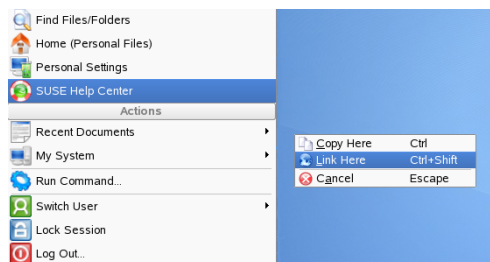 Find Files/Folders
Home (Personal Files)
Personal Settings
SUSE Help Center
Actions
Recent Documents
My System
Run Command...
Switch User
Lock Session
Log Out...
Copy Here Ctrl
Link Here Ctrl+Shift
Cancel Escape